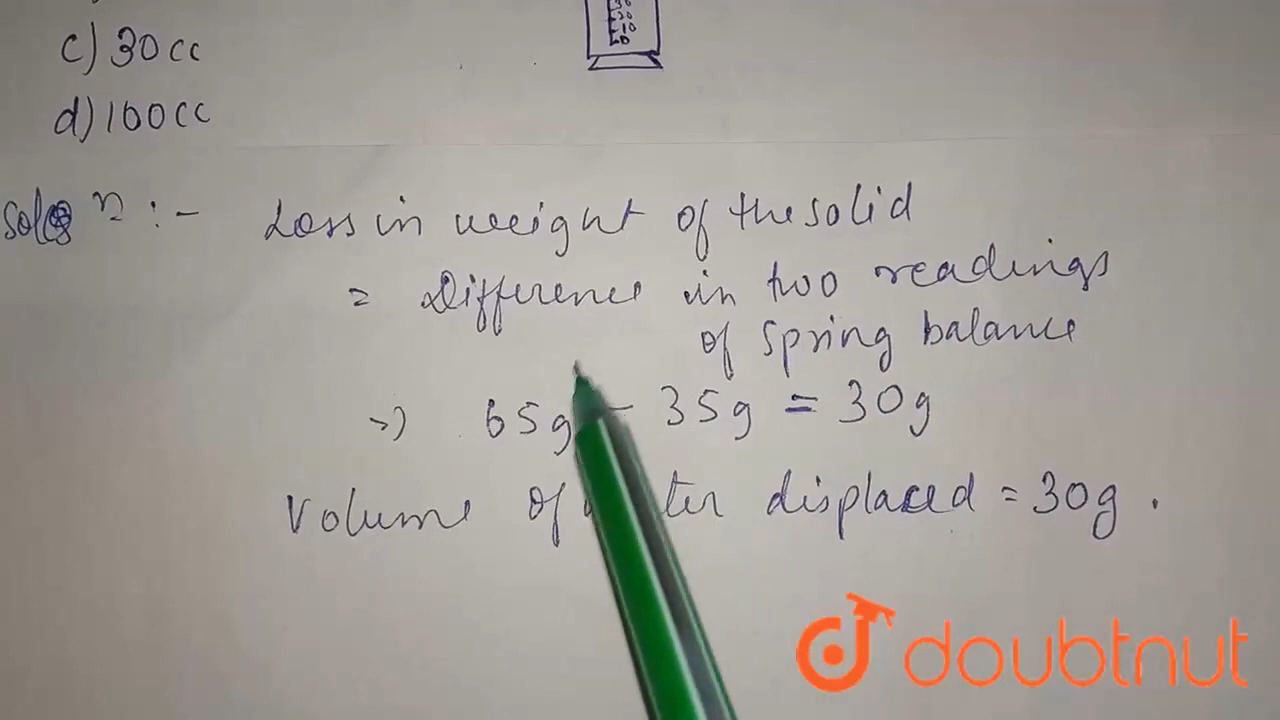 c) 30cc
d) 100cc
Soln :- Loss in weight of the solid
= Difference in two readings
of spring balance
=> 65g - 35g = 30g
Volume of water displaced = 30g.
doubtnut